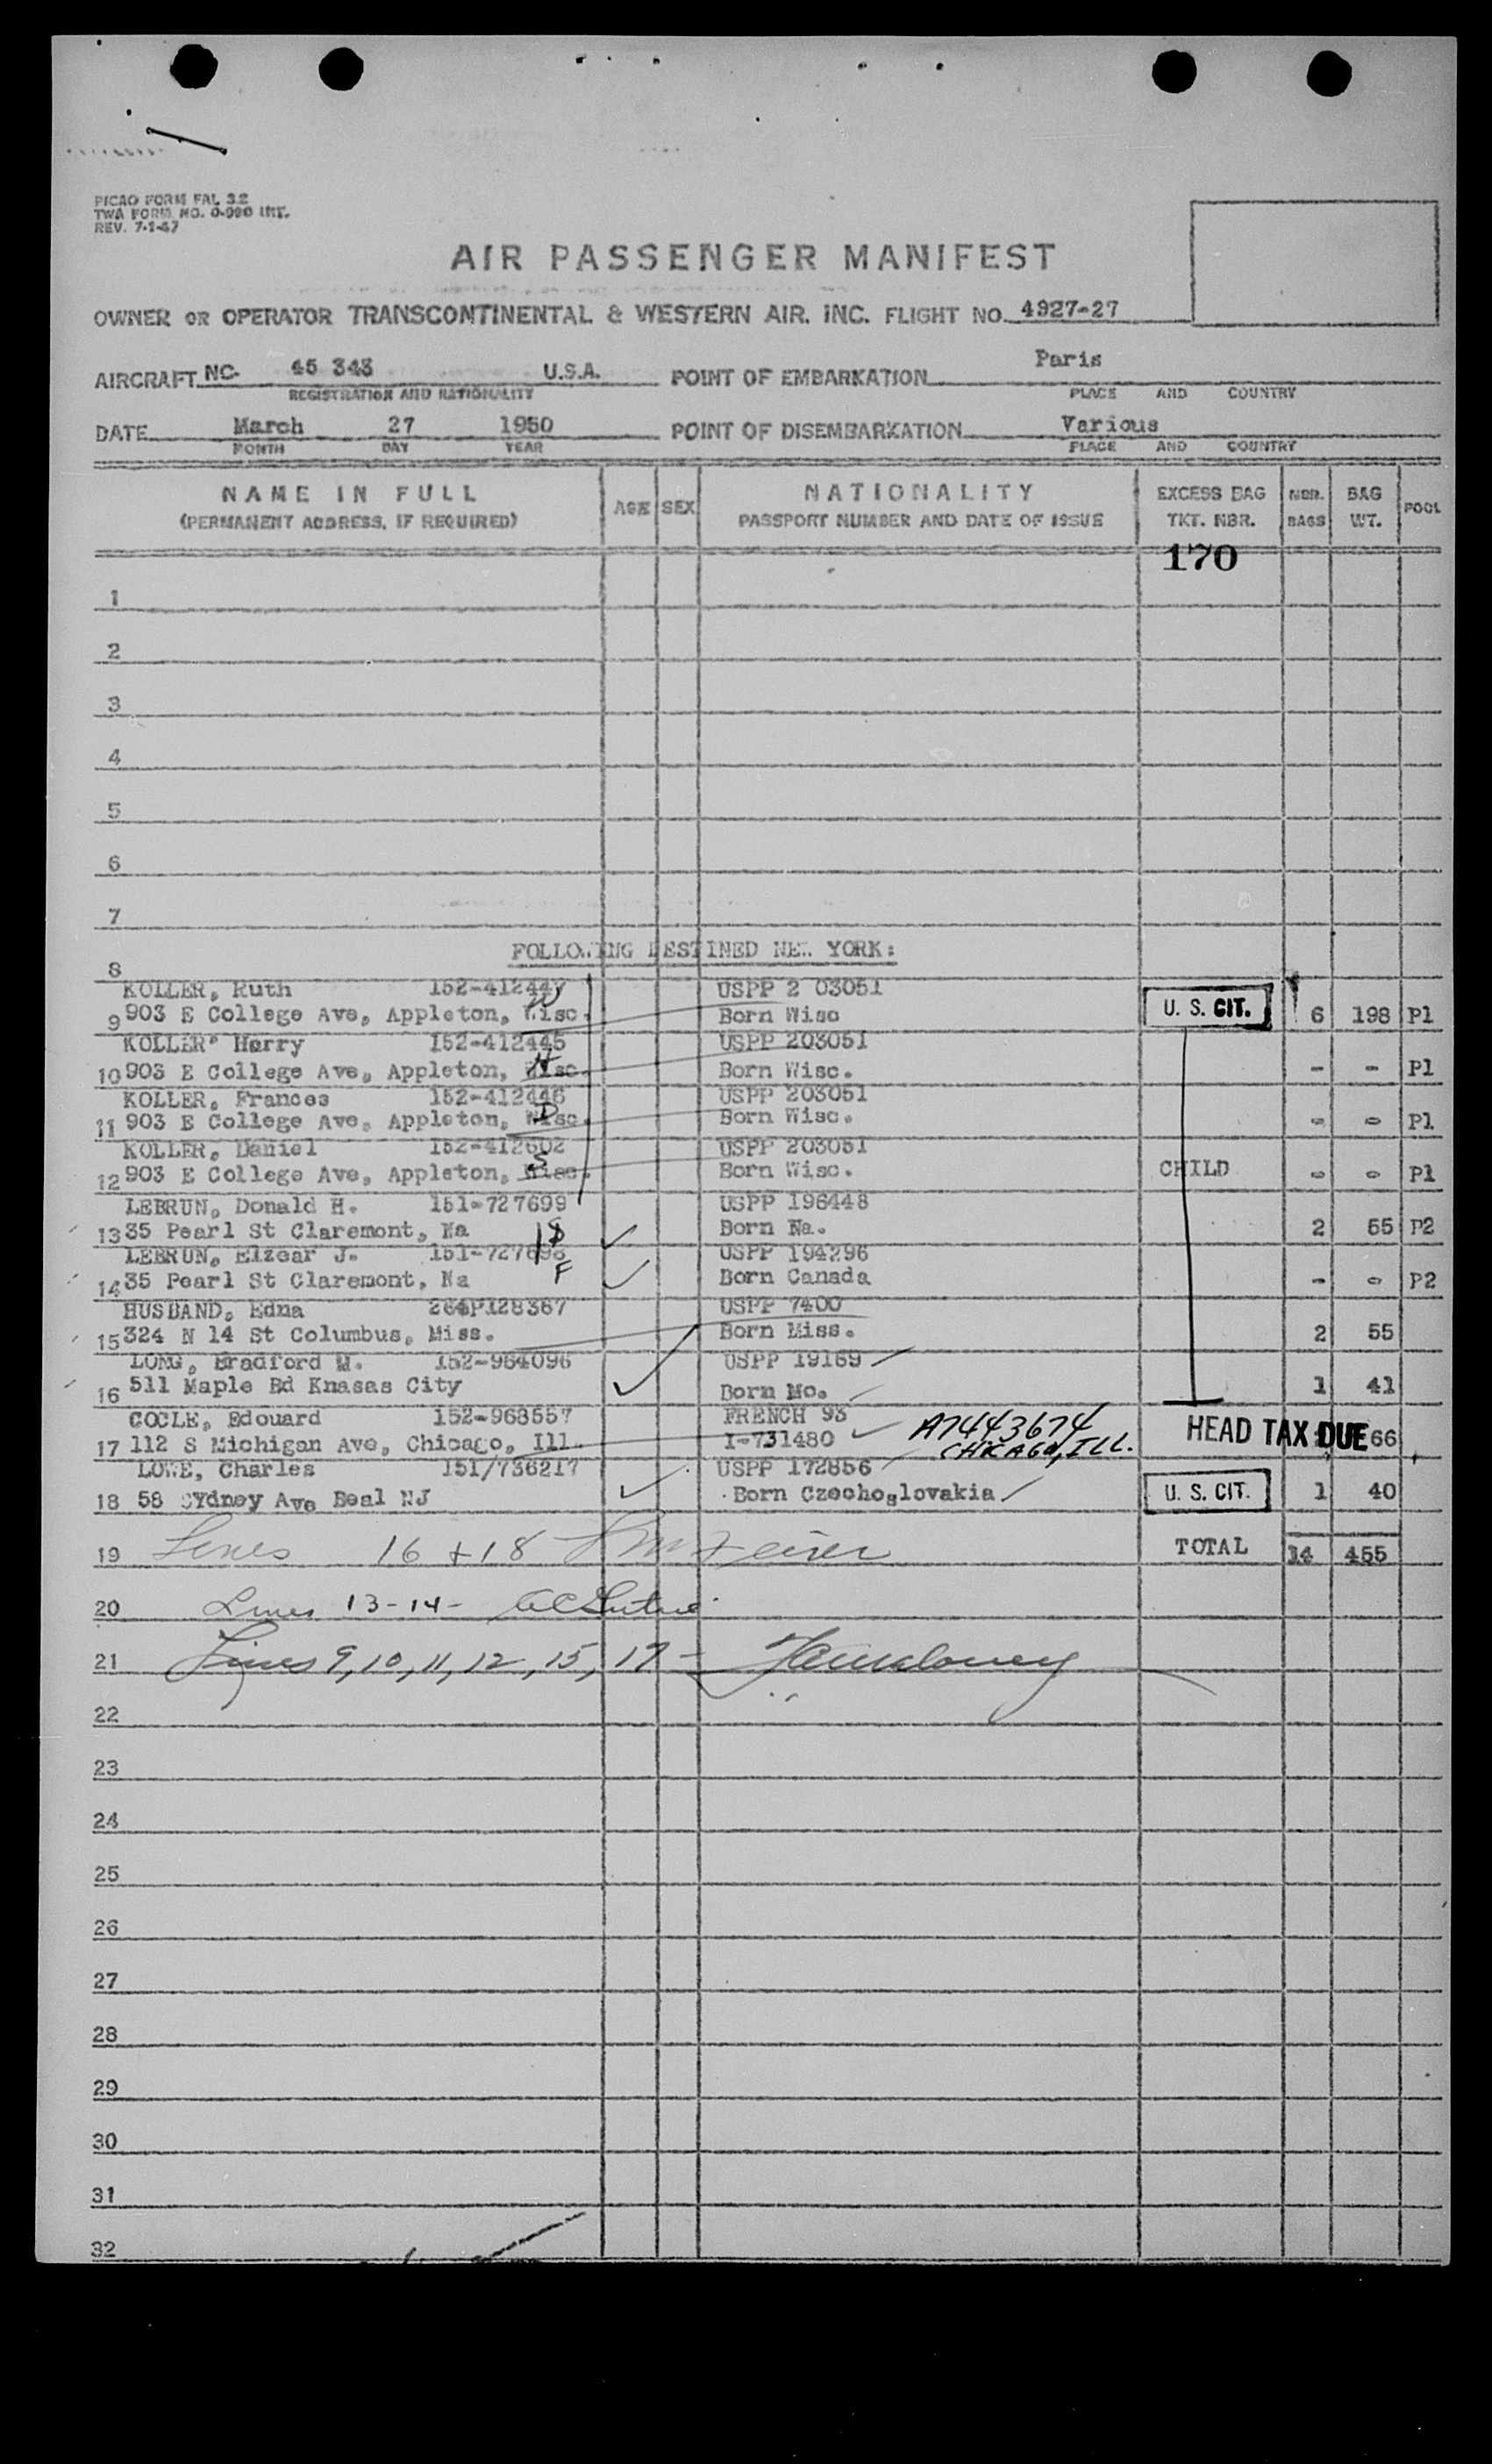 PICAO FORM FAL 3.2
TWA FORM NO. 0-990 INT.
REV. 7-1-47
AIR PASSENGER MANIFEST
OWNER OR OPERATOR TRANSCONTINENTAL & WESTERN AIR. INC. FLIGHT NO. 4927-27
AIRCRAFT NC- 45 343 U.S.A. POINT OF EMBARKATION Paris
REGISTRATION AND NATIONALITY PLACE AND COUNTRY
DATE March 27 1950 POINT OF DISEMBARKATION Various
MONTH DAY YEAR PLACE AND COUNTRY
NAME IN FULL AGE SEX NATIONALITY EXCESS BAG NBR. BAG POOL
(PERMANENT ADDRESS, IF REQUIRED) PASSPORT NUMBER AND DATE OF ISSUE TKT. NBR. BAGS WT.
170
1
2
3
4
5
6
7
FOLLOWING DESTINED NEW YORK:
8
KOLLER, Ruth USPP 2 03051
9 903 E College Ave, Appleton, Wisc. W Born Wisc U. S. CIT. 6 198 P1
KOLLER" Harry 152-412445 USPP 203051
10 903 E College Ave, Appleton, Wisc. H Born Wisc. - - P1
KOLLER, Frances 152-412446 USPP 203051
11 903 E College Ave, Appleton, Wisc. D Born Wisc. - - P1
KOLLER, Daniel 152-412502 USPP 203051
12 903 E College Ave, Appleton, Wisc. S Born Wisc. CHILD - - P1
LEBRUN, Donald H. 151-727699 USPP 196448
13 35 Pearl St Claremont, Na S Born Na. 2 55 P2
LEBRUN, Elzear J. 151-727698 USPP 194296
14 35 Pearl St Claremont, Na F Born Canada - - P2
HUSBAND, Edna 264P128367 USPP 7400
15 324 N 14 St Columbus, Miss. Born Miss. 2 55
LONG, Bradford M. 152-964096 USPP 19169
16 511 Maple Bd Knasas City Born Mo. 1 41
COCLE, Edouard 152-968557 FRENCH 93 A7443674
17 112 S Michigan Ave, Chicago, Ill. I-731480 CHICAGO, ILL. HEAD TAX DUE 66
LOWE, Charles 151/736217 USPP 172856
18 58 SYdney Ave Deal NJ Born Czechoslovakia U. S. CIT. 1 40
19 Lines 16 + 18 TOTAL 14 455
20 Lines 13-14-
21 Lines 9, 10, 11, 12, 15, 17 -
22
23
24
25
26
27
28
29
30
31
32